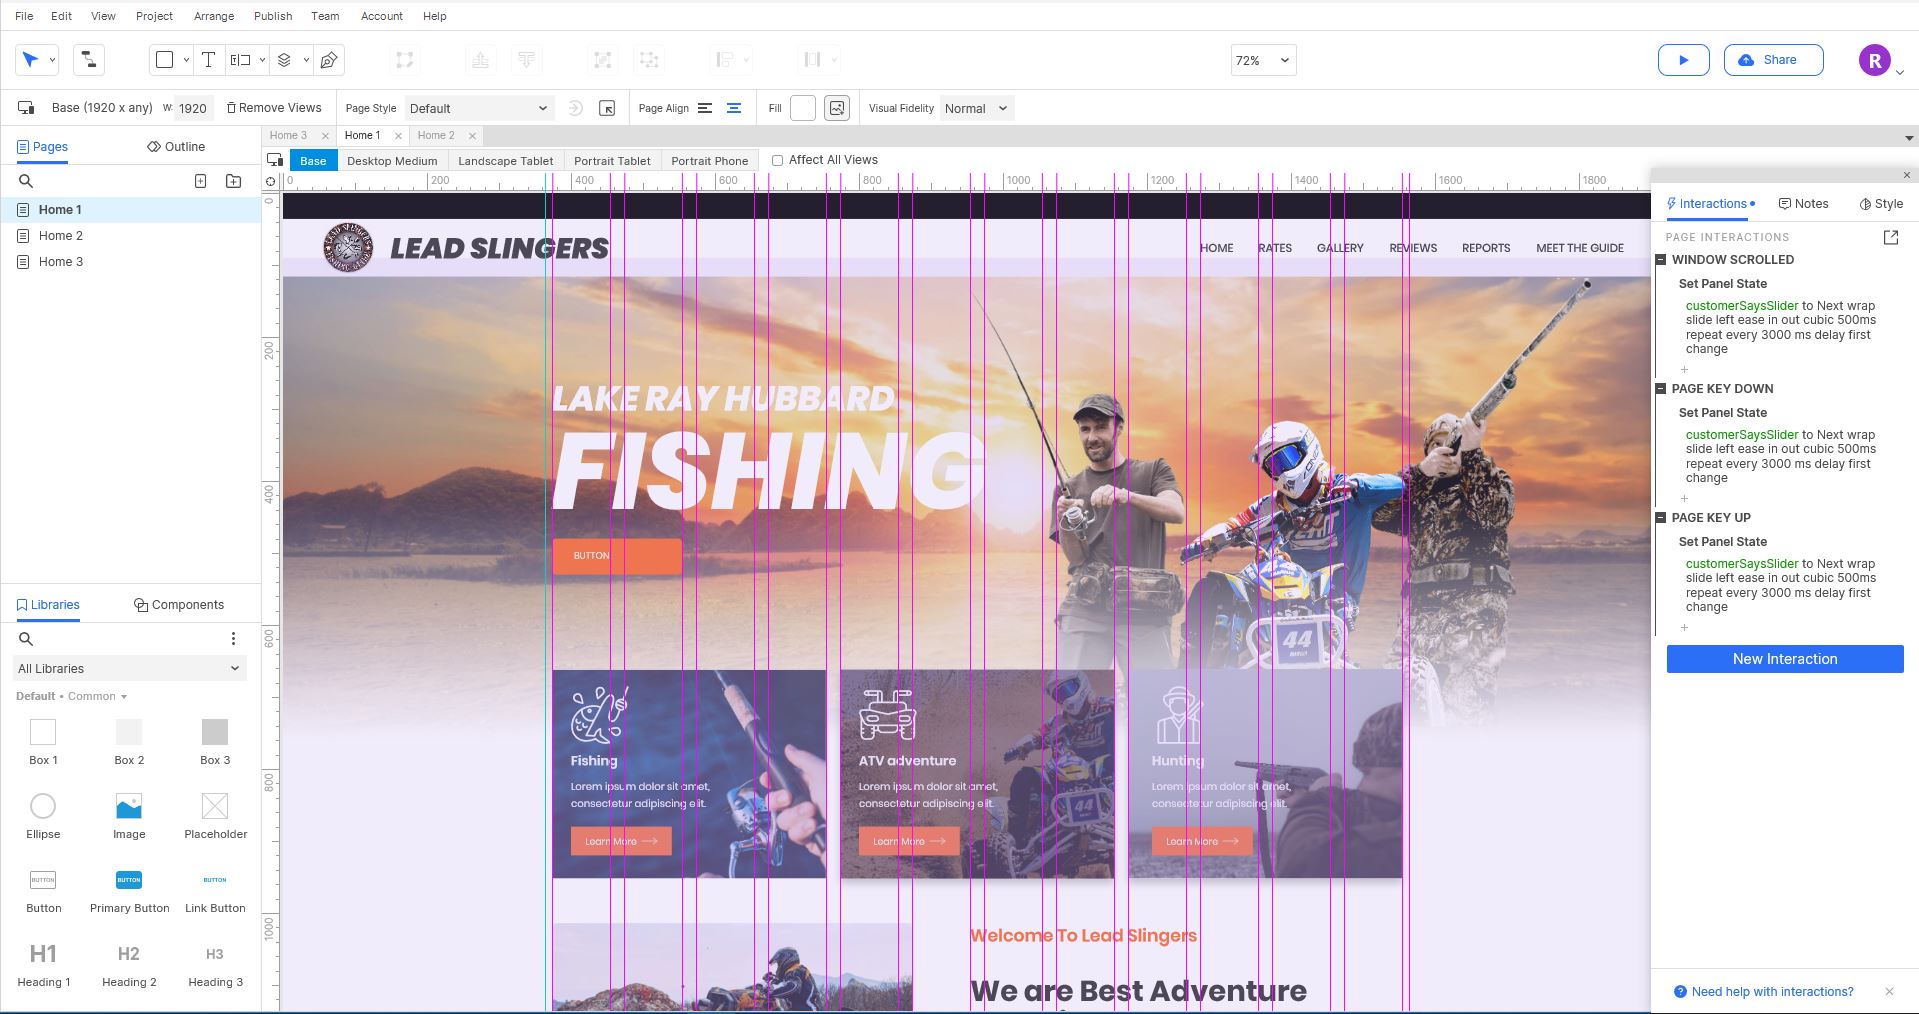 File Edit View Project Arrange Publish Team Account Help
72% Share R
Base (1920 x any) W: 1920 Remove Views Page Style Default Page Align Fill Visual Fidelity Normal
Pages Outline
Home 3 Home 1 Home 2
Base Desktop Medium Landscape Tablet Portrait Tablet Portrait Phone Affect All Views
0 200 400 600 800 1000 1200 1400 1600 1800
0
200
400
600
800
1000
Home 1
Home 2
Home 3
Libraries Components
All Libraries
Default • Common
Box 1 Box 2 Box 3
Ellipse Image Placeholder
BUTTON BUTTON BUTTON
Button Primary Button Link Button
H1 H2 H3
Heading 1 Heading 2 Heading 3
LEAD SLINGERS
HOME RATES GALLERY REVIEWS REPORTS MEET THE GUIDE
LAKE RAY HUBBARD
FISHING
BUTTON
44
Fishing
Lorem ipsum dolor sit amet,
consectetur adipiscing elit.
Learn More
ATV adventure
Lorem ipsum dolor sit amet,
consectetur adipiscing elit.
Learn More
44
Hunting
Lorem ipsum dolor sit amet,
consectetur adipiscing elit.
Learn More
Welcome To Lead Slingers
We are Best Adventure
Interactions • Notes Style
PAGE INTERACTIONS
WINDOW SCROLLED
Set Panel State
customerSaysSlider to Next wrap
slide left ease in out cubic 500ms
repeat every 3000 ms delay first
change
+
PAGE KEY DOWN
Set Panel State
customerSaysSlider to Next wrap
slide left ease in out cubic 500ms
repeat every 3000 ms delay first
change
+
PAGE KEY UP
Set Panel State
customerSaysSlider to Next wrap
slide left ease in out cubic 500ms
repeat every 3000 ms delay first
change
+
New Interaction
Need help with interactions?